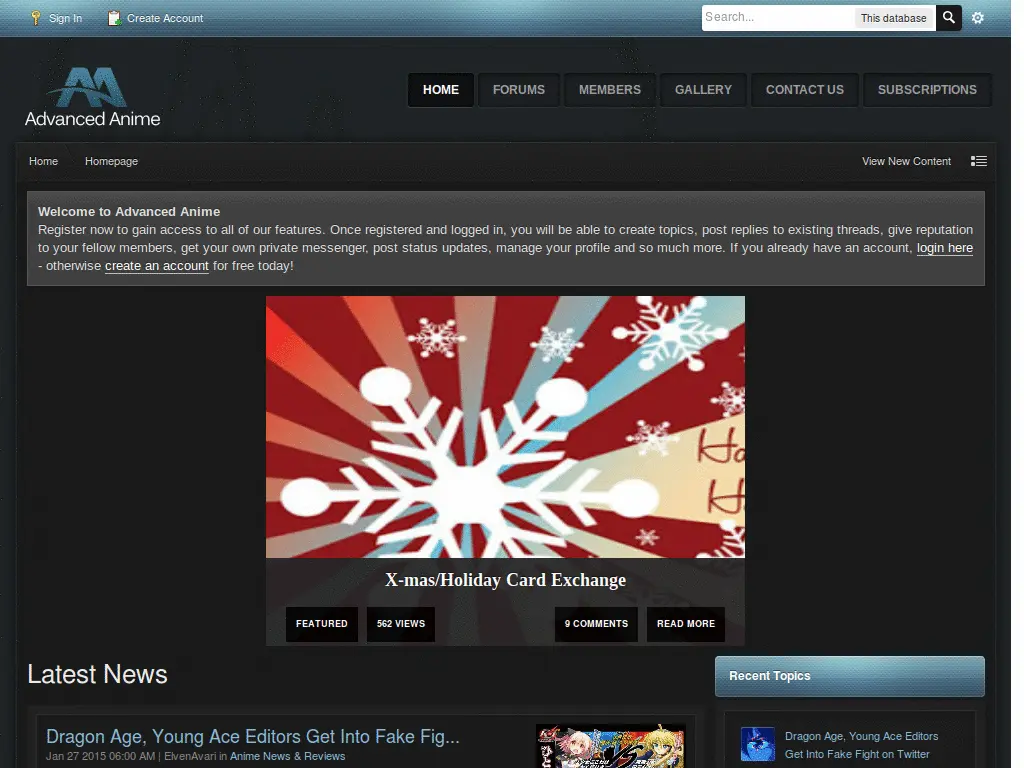 Sign In
Create Account
Search...
This database
Advanced Anime
HOME
FORUMS
MEMBERS
GALLERY
CONTACT US
SUBSCRIPTIONS
Home
Homepage
View New Content
Welcome to Advanced Anime
Register now to gain access to all of our features. Once registered and logged in, you will be able to create topics, post replies to existing threads, give reputation
to your fellow members, get your own private messenger, post status updates, manage your profile and so much more. If you already have an account, login here
- otherwise create an account for free today!
X-mas/Holiday Card Exchange
FEATURED
562 VIEWS
9 COMMENTS
READ MORE
Latest News
Recent Topics
Dragon Age, Young Ace Editors Get Into Fake Fig...
Jan 27 2015 06:00 AM | ElvenAvari in Anime News & Reviews
VS
Dragon Age, Young Ace Editors
Get Into Fake Fight on Twitter